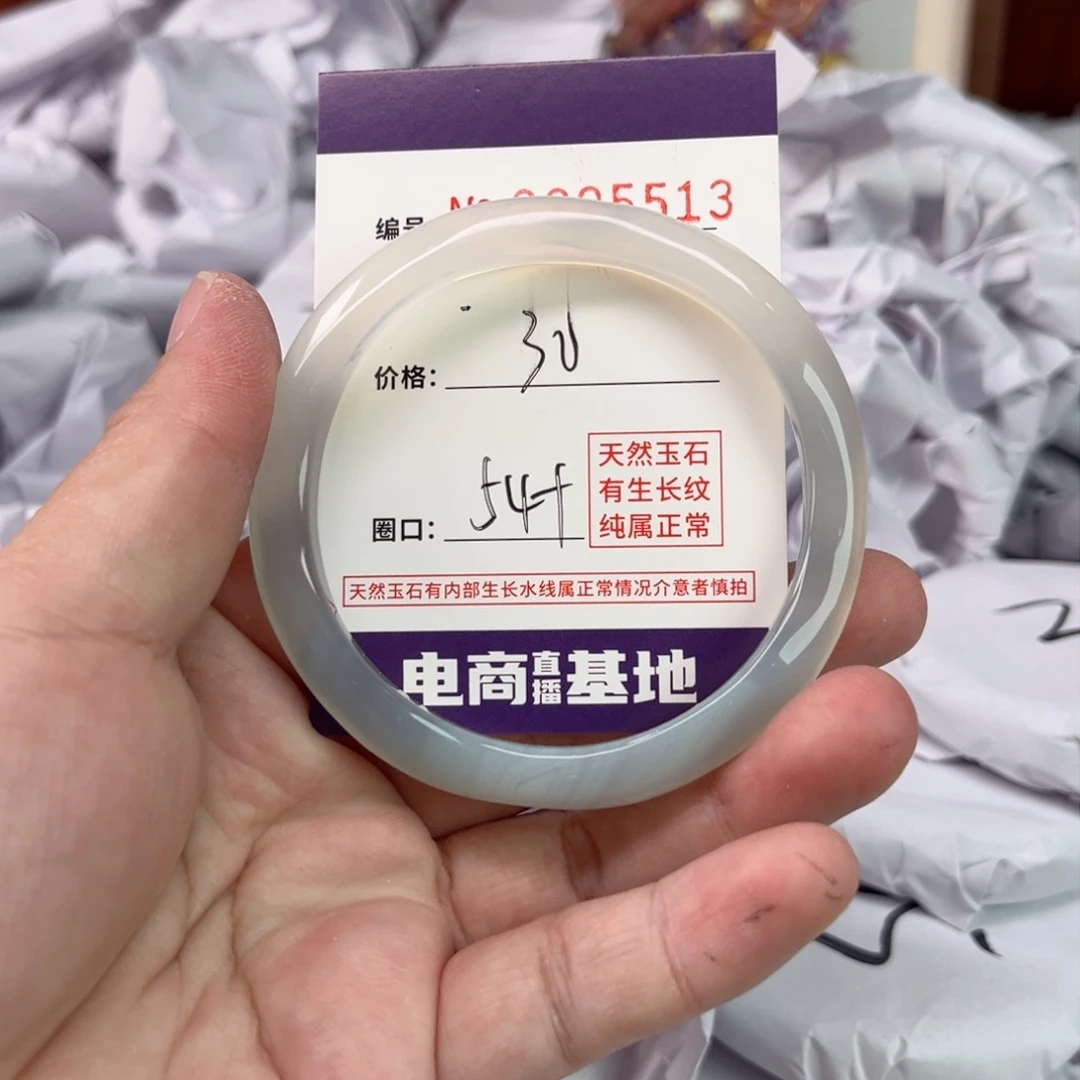 编号 № 0005513
价格: 30
圈口: 54
天然玉石
有生长纹
纯属正常
天然玉石有内部生长水线属正常情况介意者慎拍
电商直播基地